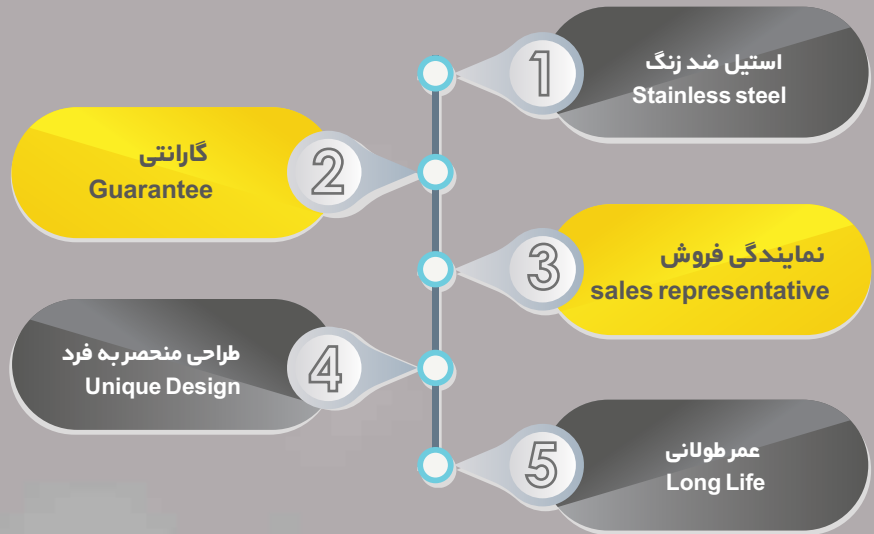 1
استیل ضد زنگ
Stainless steel
2
گارانتی
Guarantee
3
نمایندگی فروش
sales representative
4
طراحی منحصر به فرد
Unique Design
5
عمر طولانی
Long Life